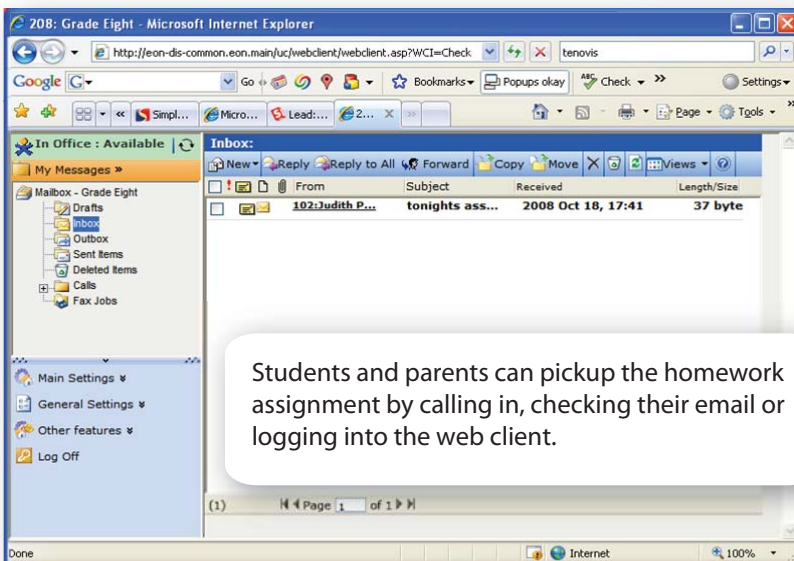 208: Grade Eight - Microsoft Internet Explorer
http://eon-dis-common.eon.main/uc/webclient/webclient.asp?WCI=Check tenovis
Google G Go Bookmarks Popups okay ABC Check » Settings
« Simpl... Micro... Lead:... 2... X » Page Tools »
In Office : Available Inbox:
My Messages » New Reply Reply to All Forward Copy Move Views
Mailbox - Grade Eight ! From Subject Received Length/Size
Drafts 102:Judith P... tonights ass... 2008 Oct 18, 17:41 37 byte
Inbox
Outbox
Sent Items
Deleted Items
Calls
Fax Jobs
Students and parents can pickup the homework
assignment by calling in, checking their email or
logging into the web client.
Main Settings
General Settings
Other features
Log Off
(1) Page 1 of 1
Done Internet 100%